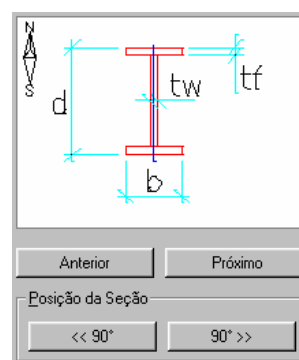 N
tf
d
tw
S
b
Anterior Próximo
Posição da Seção
<< 90° 90° >>